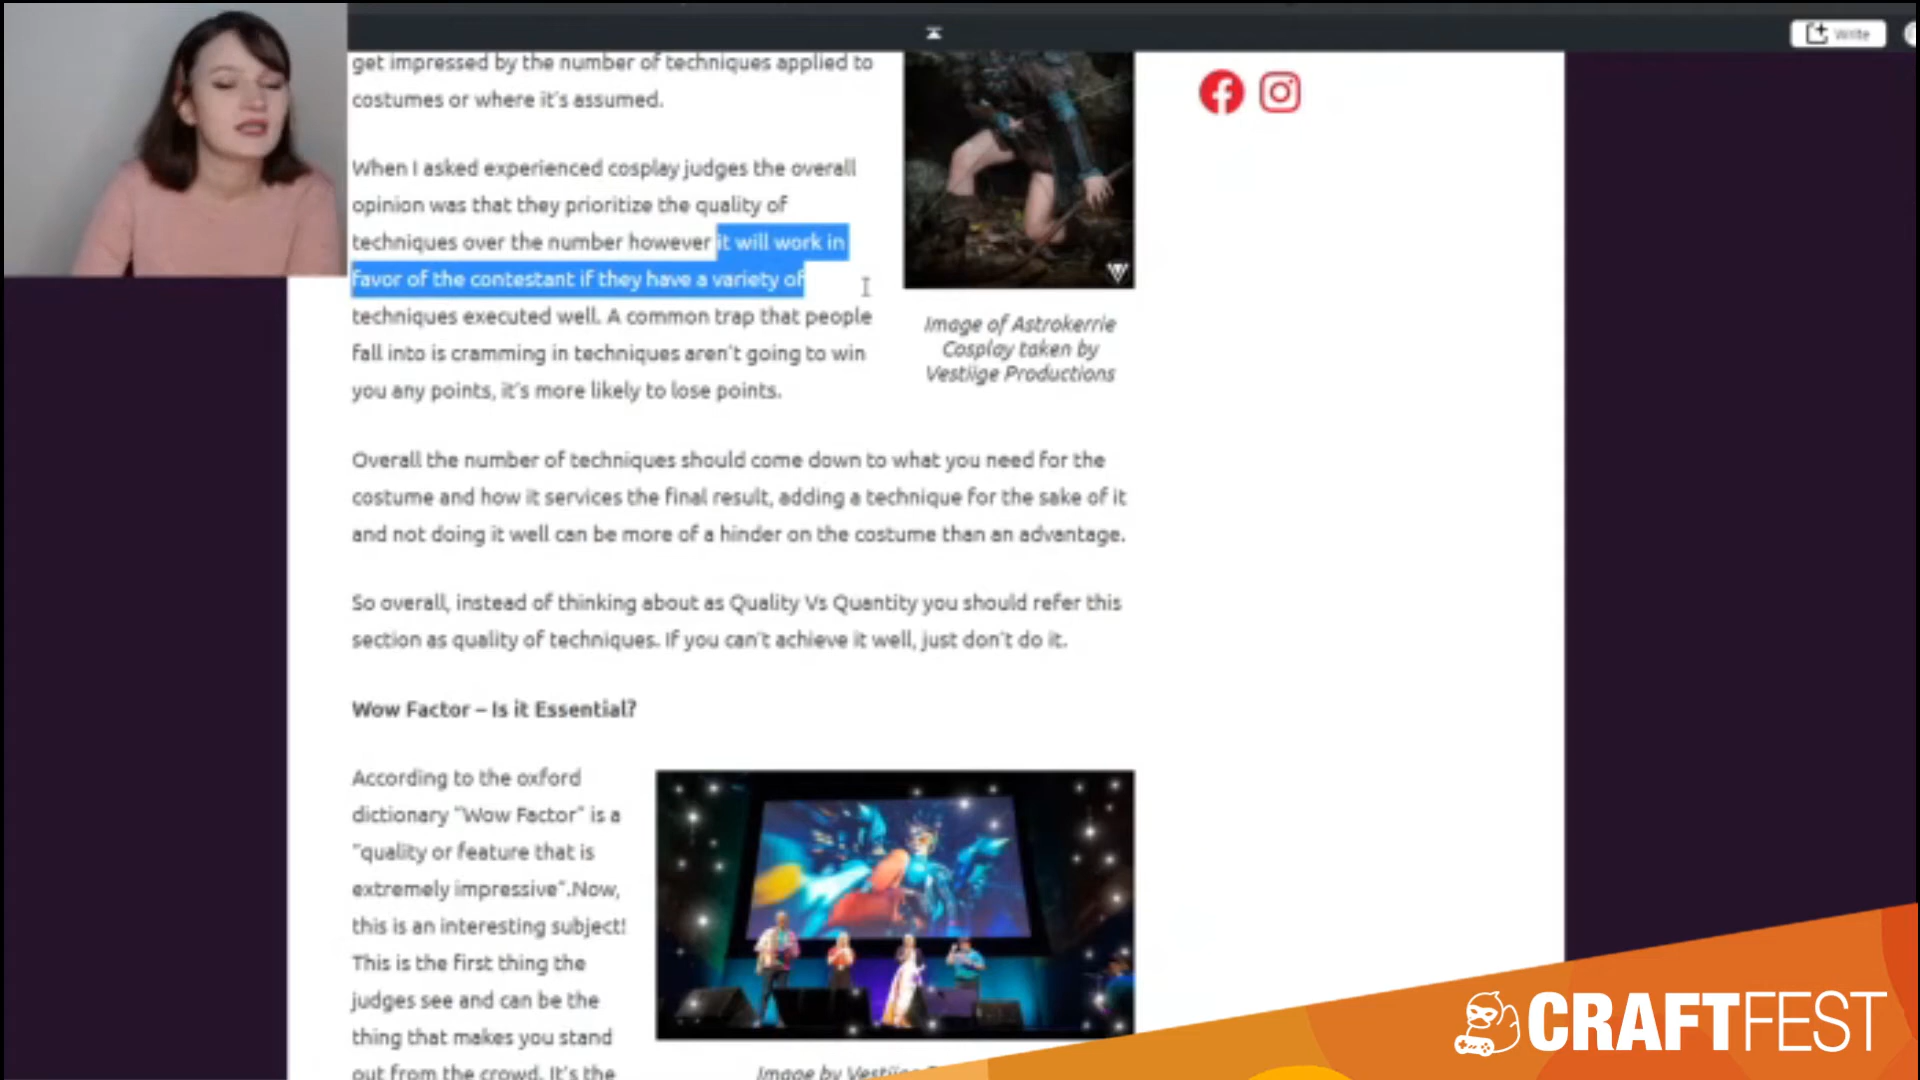 Write
get impressed by the number of techniques applied to
costumes or where it's assumed.
When I asked experienced cosplay judges the overall
opinion was that they prioritize the quality of
techniques over the number however it will work in
favor of the contestant if they have a variety of
techniques executed well. A common trap that people
fall into is cramming in techniques aren't going to win
you any points, it's more likely to lose points.
Image of Astrokerrie
Cosplay taken by
Vestiige Productions
Overall the number of techniques should come down to what you need for the
costume and how it services the final result, adding a technique for the sake of it
and not doing it well can be more of a hinder on the costume than an advantage.
So overall, instead of thinking about as Quality Vs Quantity you should refer this
section as quality of techniques. If you can't achieve it well, just don't do it.
Wow Factor – Is it Essential?
According to the oxford
dictionary "Wow Factor" is a
"quality or feature that is
extremely impressive".Now,
this is an interesting subject!
This is the first thing the
judges see and can be the
thing that makes you stand
out from the crowd. It's the
Image by
CRAFTFEST